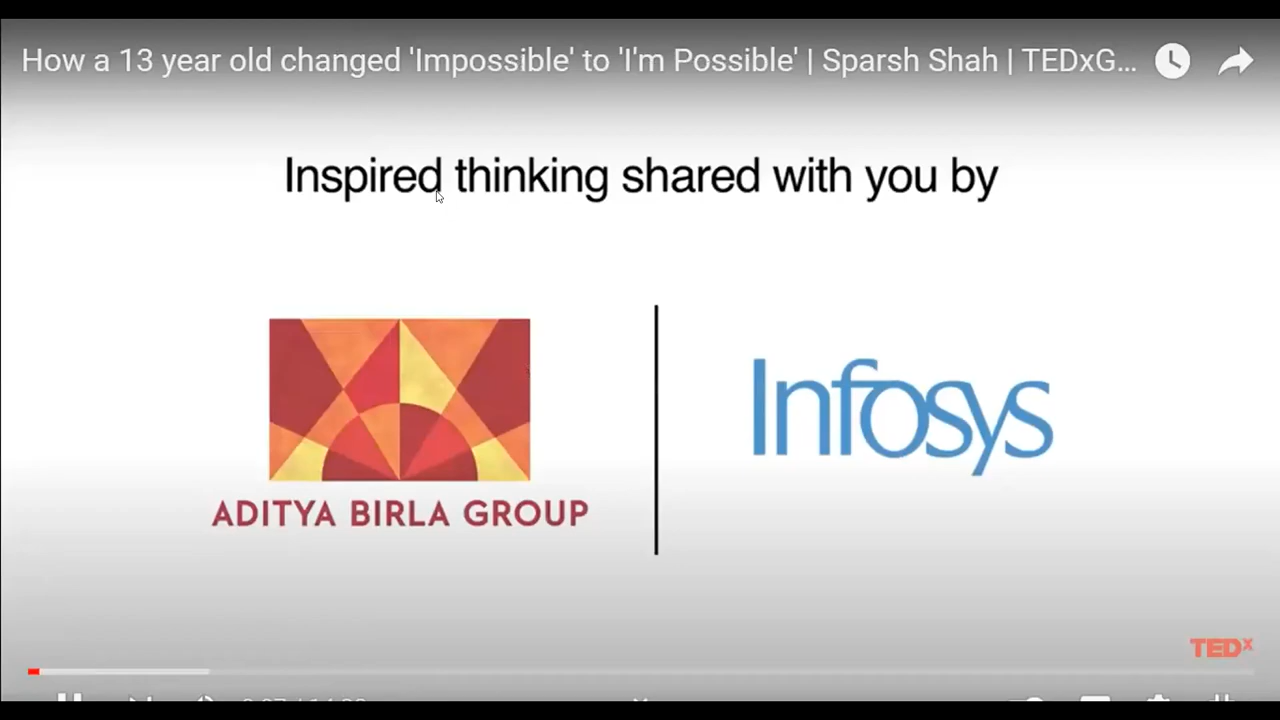 How a 13 year old changed 'Impossible' to 'I'm Possible' | Sparsh Shah | TEDxG...
Inspired thinking shared with you by
ADITYA BIRLA GROUP
Infosys
TEDx